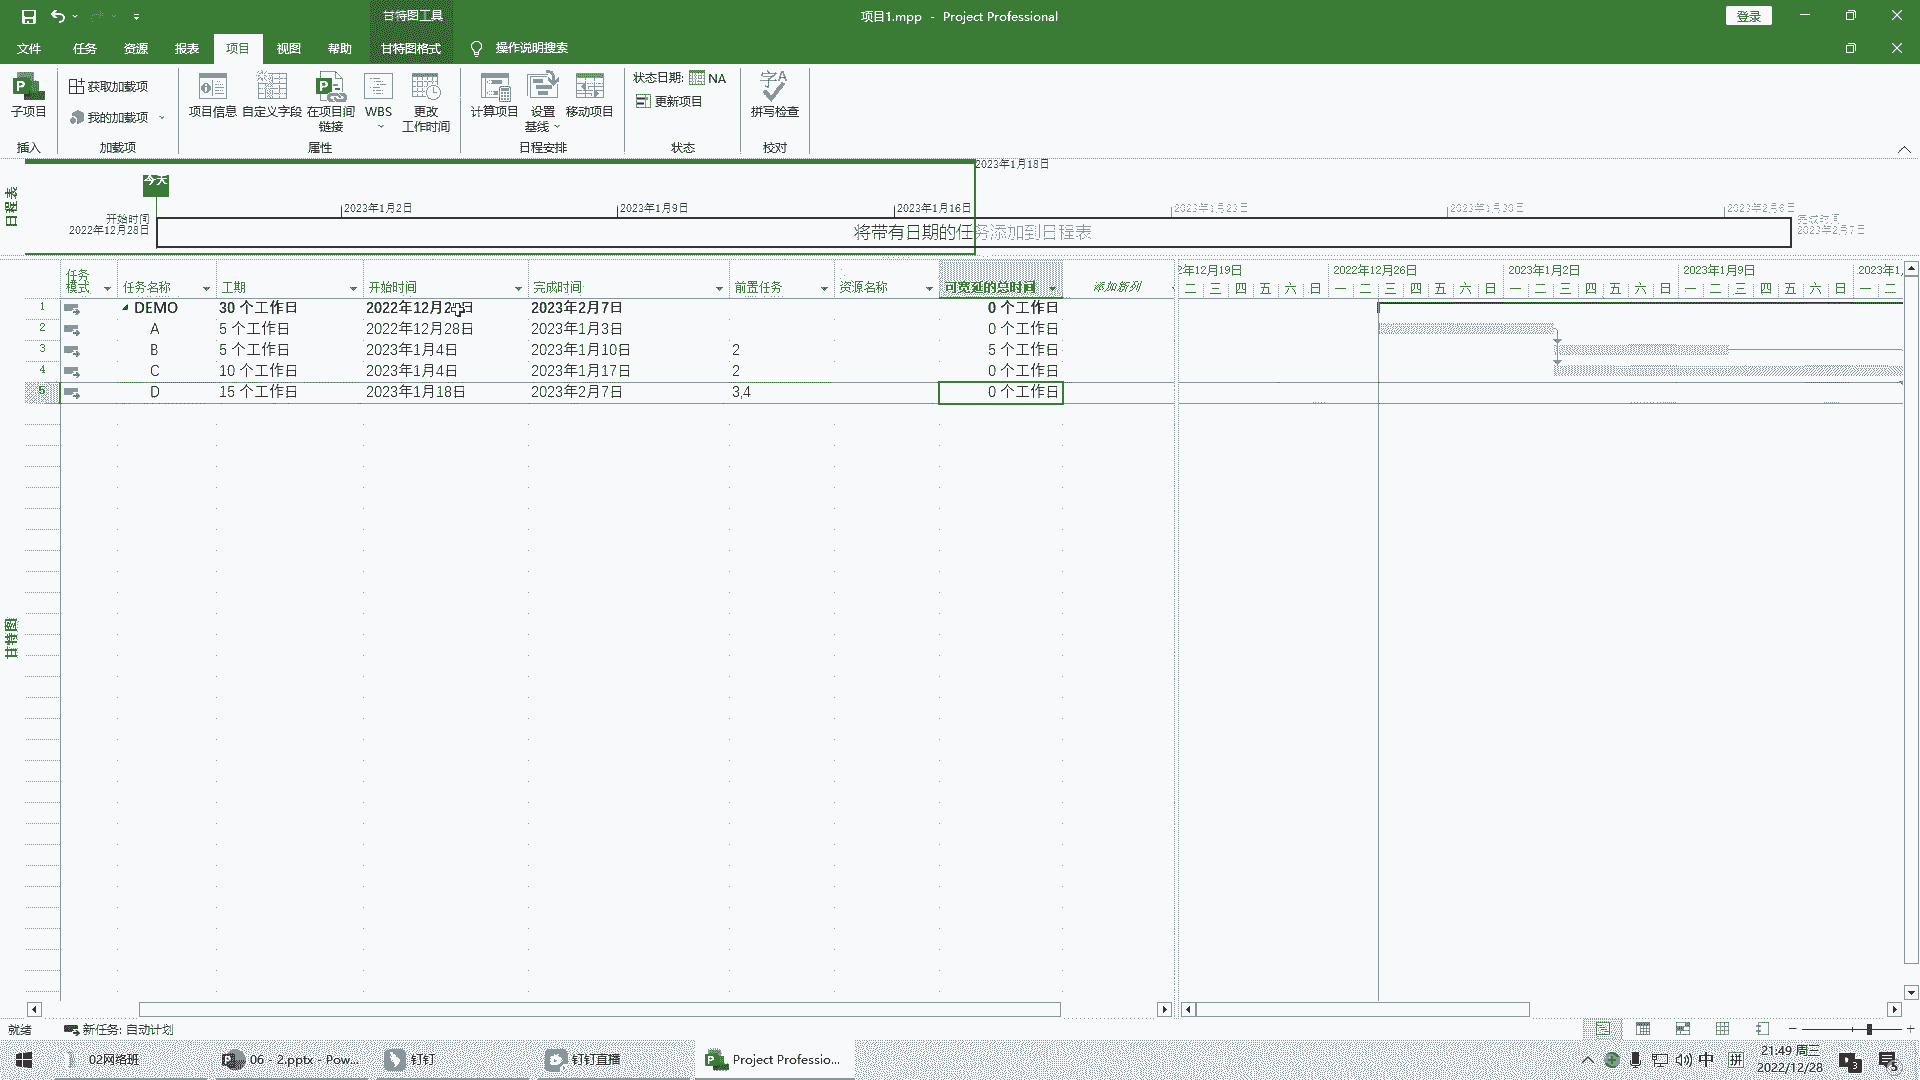 甘特图工具
项目1.mpp - Project Professional
登录
文件 任务 资源 报表 项目 视图 帮助 甘特图格式 操作说明搜索
子项目
插入
获取加载项
我的加载项
加载项
项目信息 自定义字段 在项目间链接 WBS 更改工作时间
属性
计算项目 设置基线 移动项目
日程安排
状态日期: NA
更新项目
状态
拼写检查
校对
2023年1月18日
日程表
今天
2023年1月2日 2023年1月9日 2023年1月16日 2023年1月23日 2023年1月30日 2023年2月6日
开始时间
2022年12月28日
将带有日期的任务添加到日程表
完成时间
2023年2月7日
任务模式 任务名称 工期 开始时间 完成时间 前置任务 资源名称 可宽延的总时间 添加新列
年12月19日 2022年12月26日 2023年1月2日 2023年1月9日 2023年1
二 三 四 五 六 日 一 二 三 四 五 六 日 一 二 三 四 五 六 日 一 二 三 四 五 六 日 一 二
1 DEMO 30 个工作日 2022年12月2日 2023年2月7日 0 个工作日
2 A 5 个工作日 2022年12月28日 2023年1月3日 0 个工作日
3 B 5 个工作日 2023年1月4日 2023年1月10日 2 5 个工作日
4 C 10 个工作日 2023年1月4日 2023年1月17日 2 0 个工作日
5 D 15 个工作日 2023年1月18日 2023年2月7日 3,4 0 个工作日
甘特图
就绪 新任务: 自动计划
02网络班 06 - 2.pptx - Pow... 钉钉 钉钉直播 Project Professio...
中 拼
21:49 周三
2022/12/28
3
5